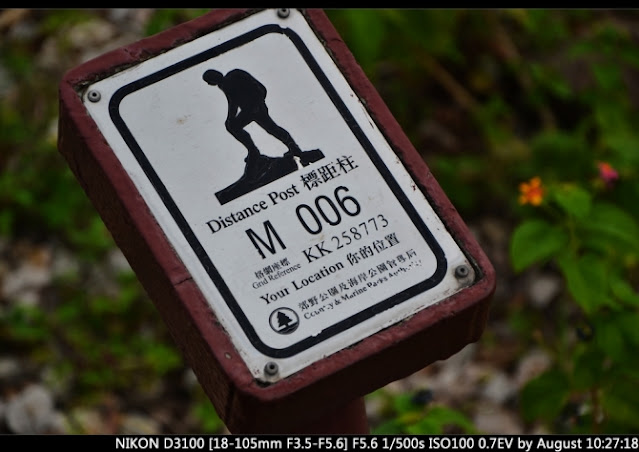 Distance Post 標距柱
M 006
格網座標 KK258773
Grid Reference
Your Location 你的位置
郊野公園及海岸公園管理局
Country & Marine Parks Authority
NIKON D3100 [18-105mm F3.5-F5.6] F5.6 1/500s ISO100 0.7EV by August 10:27:18